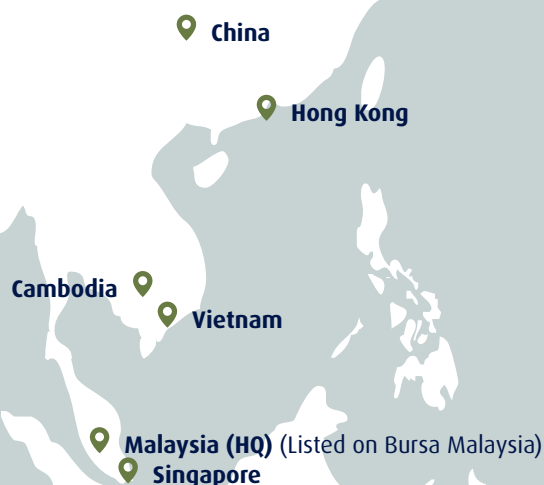 China
Hong Kong
Cambodia
Vietnam
Malaysia (HQ) (Listed on Bursa Malaysia)
Singapore